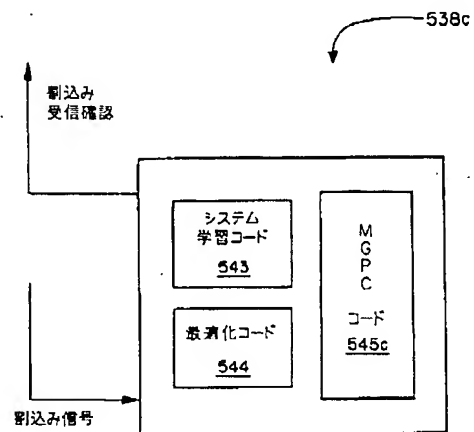 538c
割込み
受信確認
システム
学習コード
543
最適化コード
544
M
G
P
C
コード
545c
割込み信号